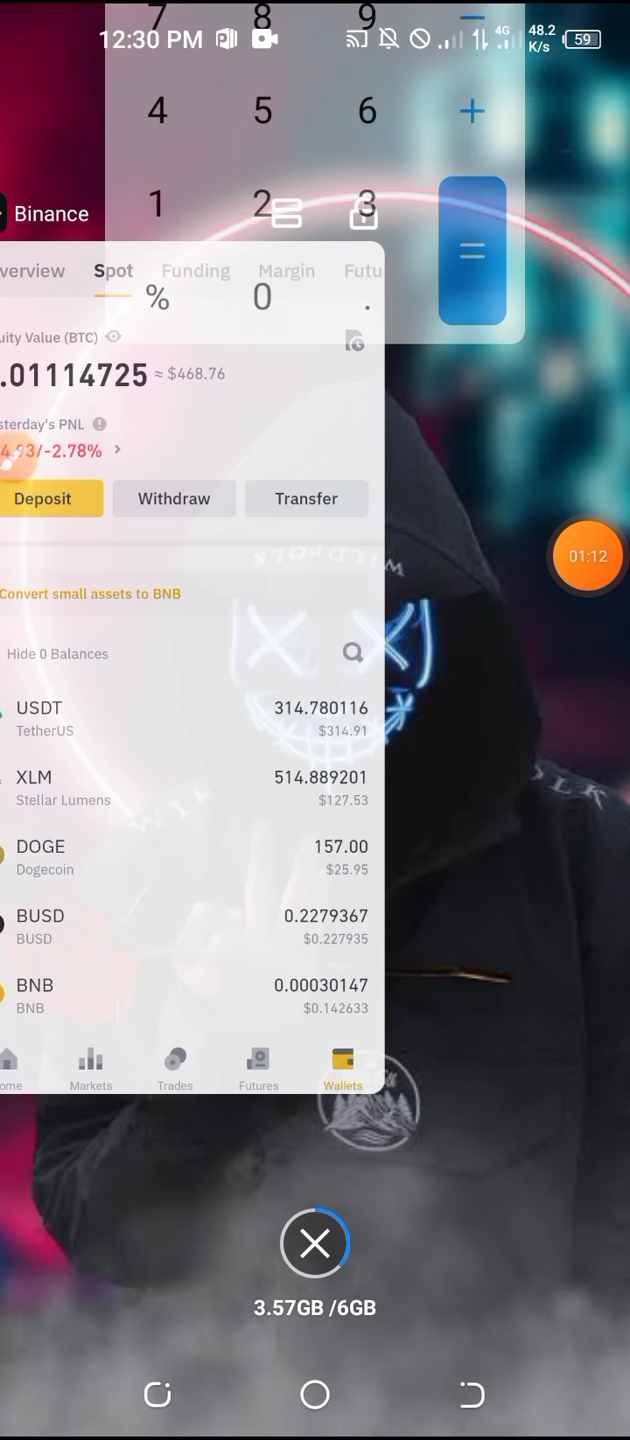 7 8 9 −
12:30 PM 4G 48.2 K/s 59
4 5 6 +
1 2 3
Binance
=
verview Spot Funding Margin Futu
% 0 .
uity Value (BTC)
.01114725 ≈ $468.76
sterday's PNL
4.93/-2.78% >
Deposit Withdraw Transfer
WILDFOLK
01:12
Convert small assets to BNB
Hide 0 Balances
USDT 314.780116
TetherUS $314.91
XLM 514.889201
Stellar Lumens $127.53
DOGE 157.00
Dogecoin $25.95
BUSD 0.2279367
BUSD $0.227935
BNB 0.00030147
BNB $0.142633
ome Markets Trades Futures Wallets
3.57GB /6GB